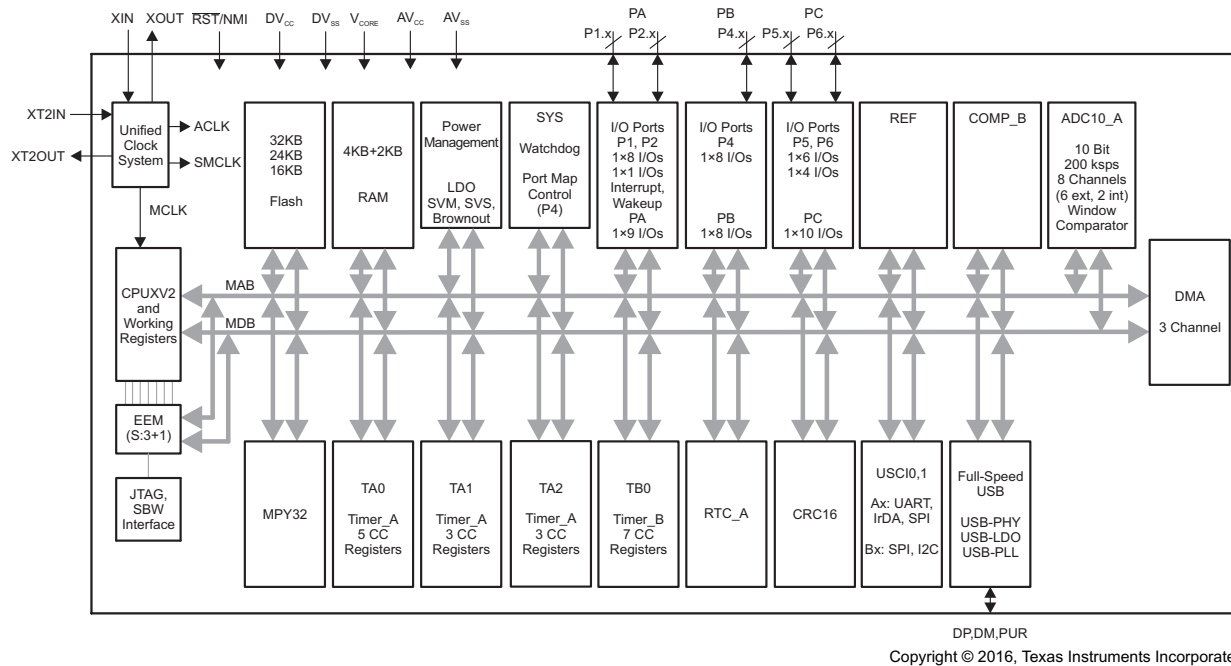 XIN
XOUT
RST/NMI
DVCC
DVSS
VCORE
AVCC
AVSS
PA
P1.x
P2.x
PB
P4.x
PC
P5.x
P6.x
XT2IN
XT2OUT
Unified
Clock
System
ACLK
SMCLK
MCLK
32KB
24KB
16KB
Flash
4KB+2KB
RAM
Power
Management
LDO
SVM, SVS,
Brownout
SYS
Watchdog
Port Map
Control
(P4)
I/O Ports
P1, P2
1×8 I/Os
1×1 I/Os
Interrupt,
Wakeup
PA
1×9 I/Os
I/O Ports
P4
1×8 I/Os
PB
1×8 I/Os
I/O Ports
P5, P6
1×6 I/Os
1×4 I/Os
PC
1×10 I/Os
REF
COMP_B
ADC10_A
10 Bit
200 ksps
8 Channels
(6 ext, 2 int)
Window
Comparator
CPUXV2
and
Working
Registers
MAB
MDB
DMA
3 Channel
EEM
(S:3+1)
JTAG,
SBW
Interface
MPY32
TA0
Timer_A
5 CC
Registers
TA1
Timer_A
3 CC
Registers
TA2
Timer_A
3 CC
Registers
TB0
Timer_B
7 CC
Registers
RTC_A
CRC16
USCI0,1
Ax: UART,
IrDA, SPI
Bx: SPI, I2C
Full-Speed
USB
USB-PHY
USB-LDO
USB-PLL
DP,DM,PUR
Copyright © 2016, Texas Instruments Incorporate